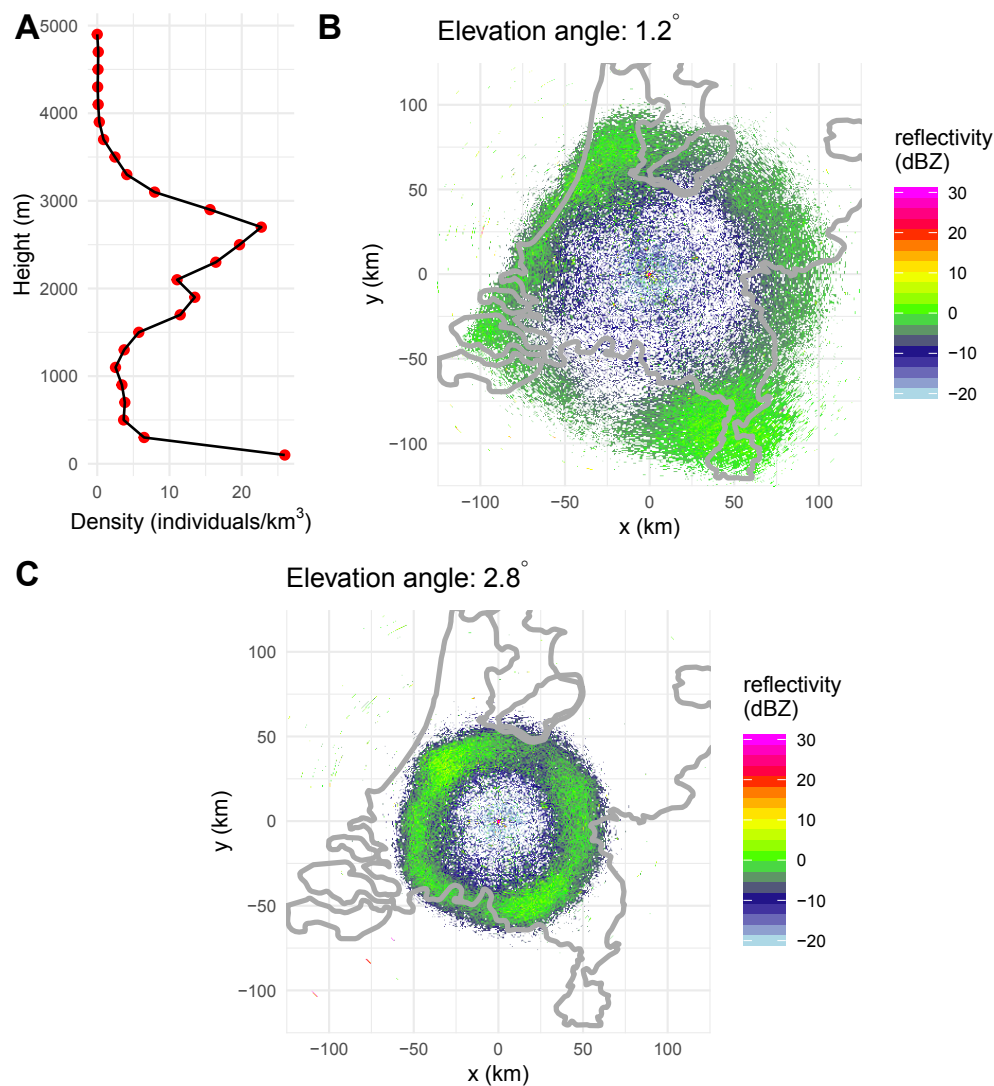 A
5000
4000
3000
2000
1000
0
Height (m)
0 10 20
Density (individuals/km³)
B
Elevation angle: 1.2°
100
50
0
−50
−100
y (km)
−100 −50 0 50 100
x (km)
reflectivity
(dBZ)
30
20
10
0
−10
−20
C
Elevation angle: 2.8°
100
50
0
−50
−100
y (km)
−100 −50 0 50 100
x (km)
reflectivity
(dBZ)
30
20
10
0
−10
−20